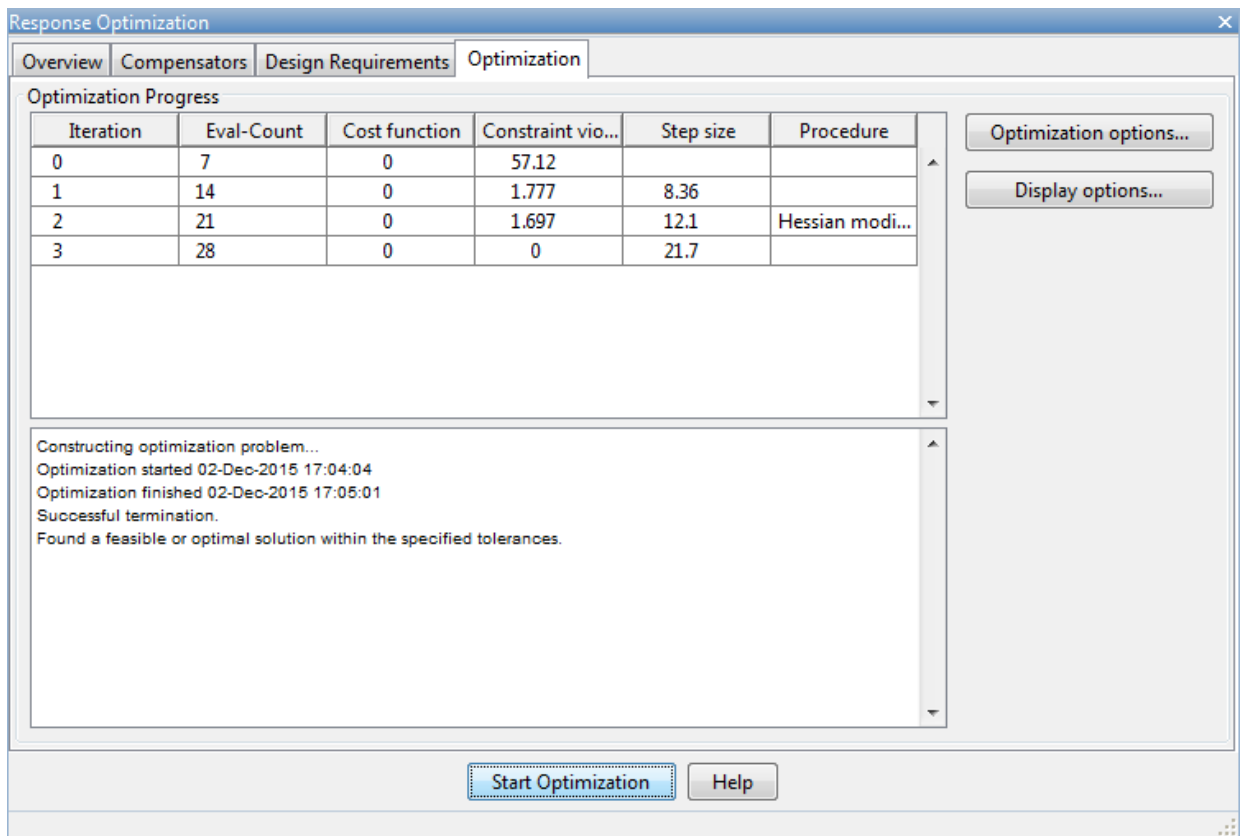 Response Optimization
Overview Compensators Design Requirements Optimization
Optimization Progress
Iteration Eval-Count Cost function Constraint vio... Step size Procedure
0 7 0 57.12
1 14 0 1.777 8.36
2 21 0 1.697 12.1 Hessian modi...
3 28 0 0 21.7
Optimization options...
Display options...
Constructing optimization problem...
Optimization started 02-Dec-2015 17:04:04
Optimization finished 02-Dec-2015 17:05:01
Successful termination.
Found a feasible or optimal solution within the specified tolerances.
Start Optimization Help